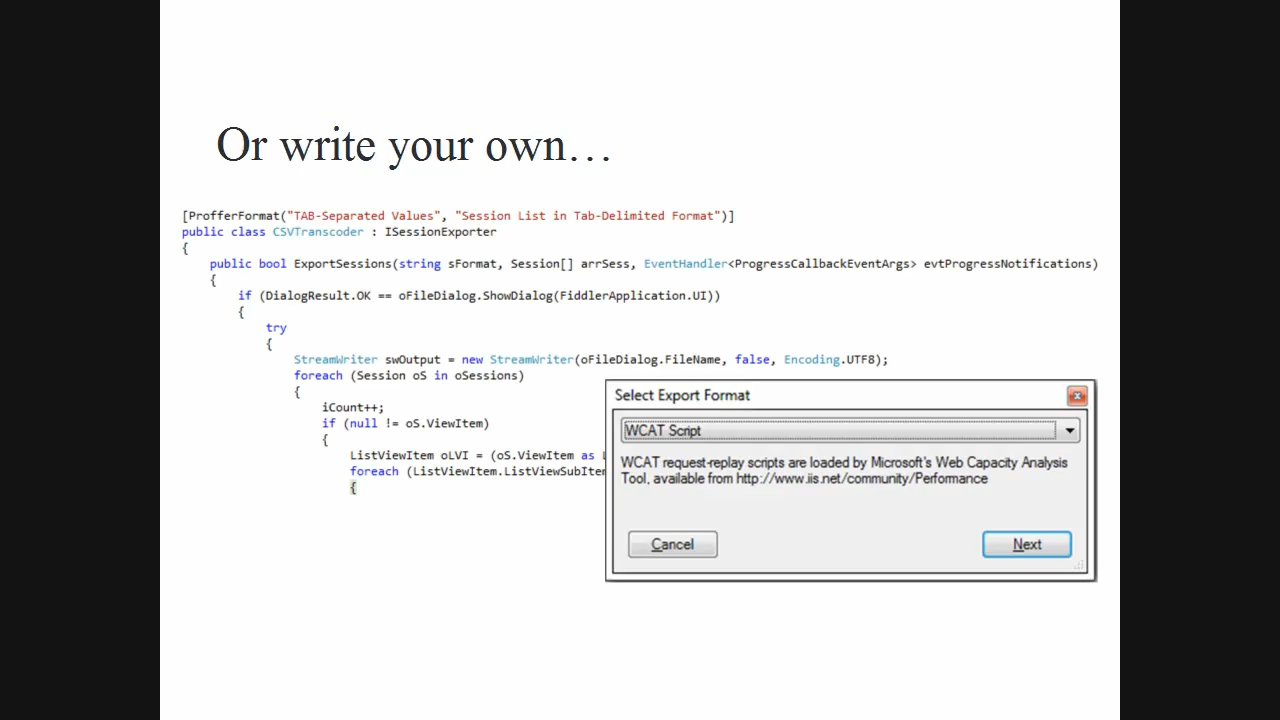 Or write your own…
[ProfferFormat("TAB-Separated Values", "Session List in Tab-Delimited Format")]
public class CSVTranscoder : ISessionExporter
{
public bool ExportSessions(string sFormat, Session[] arrSess, EventHandler<ProgressCallbackEventArgs> evtProgressNotifications)
{
if (DialogResult.OK == oFileDialog.ShowDialog(FiddlerApplication.UI))
{
try
{
StreamWriter swOutput = new StreamWriter(oFileDialog.FileName, false, Encoding.UTF8);
foreach (Session oS in oSessions)
{
iCount++;
if (null != oS.ViewItem)
{
ListViewItem oLVI = (oS.ViewItem as
foreach (ListViewItem.ListViewSubIte
{
Select Export Format
WCAT Script
WCAT request-replay scripts are loaded by Microsoft's Web Capacity Analysis
Tool, available from http://www.iis.net/community/Performance
Cancel
Next